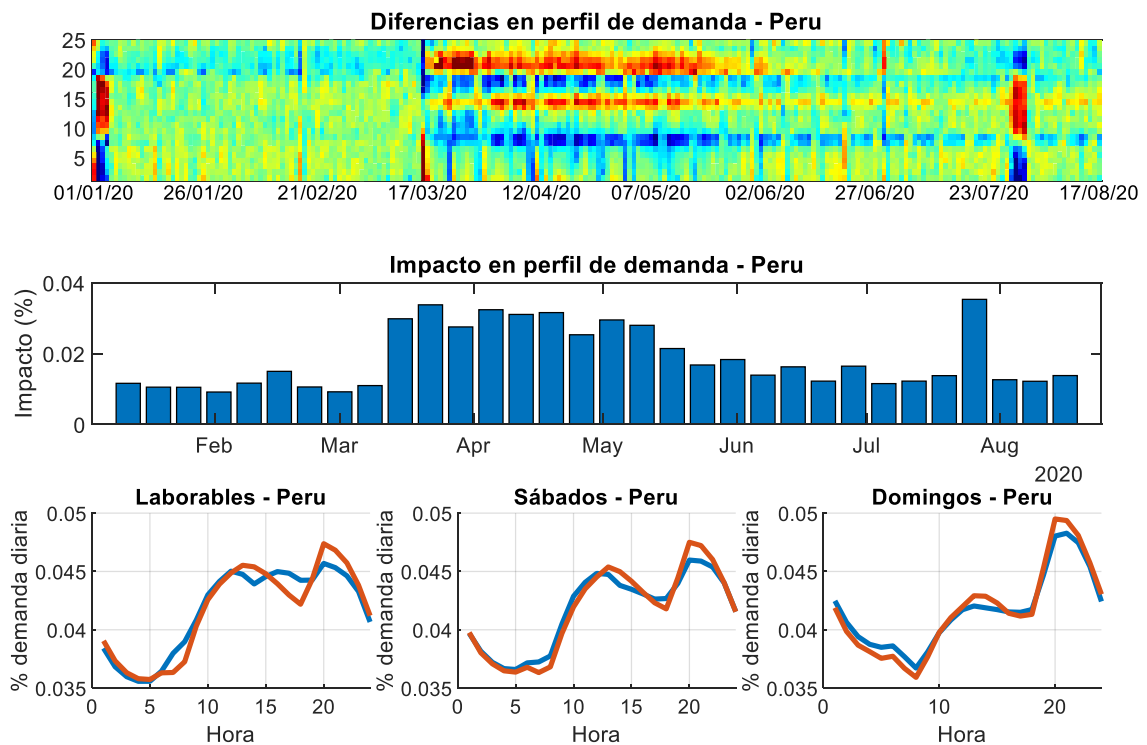 Diferencias en perfil de demanda - Peru
25
20
15
10
5
01/01/20 26/01/20 21/02/20 17/03/20 12/04/20 07/05/20 02/06/20 27/06/20 23/07/20 17/08/20
Impacto en perfil de demanda - Peru
Impacto (%)
0.04
0.02
0
Feb Mar Apr May Jun Jul Aug
2020
Laborables - Peru
% demanda diaria
0.05
0.045
0.04
0.035
0 5 10 15 20
Hora
Sábados - Peru
% demanda diaria
0.05
0.045
0.04
0.035
0 5 10 15 20
Hora
Domingos - Peru
% demanda diaria
0.05
0.045
0.04
0.035
0 10 20
Hora